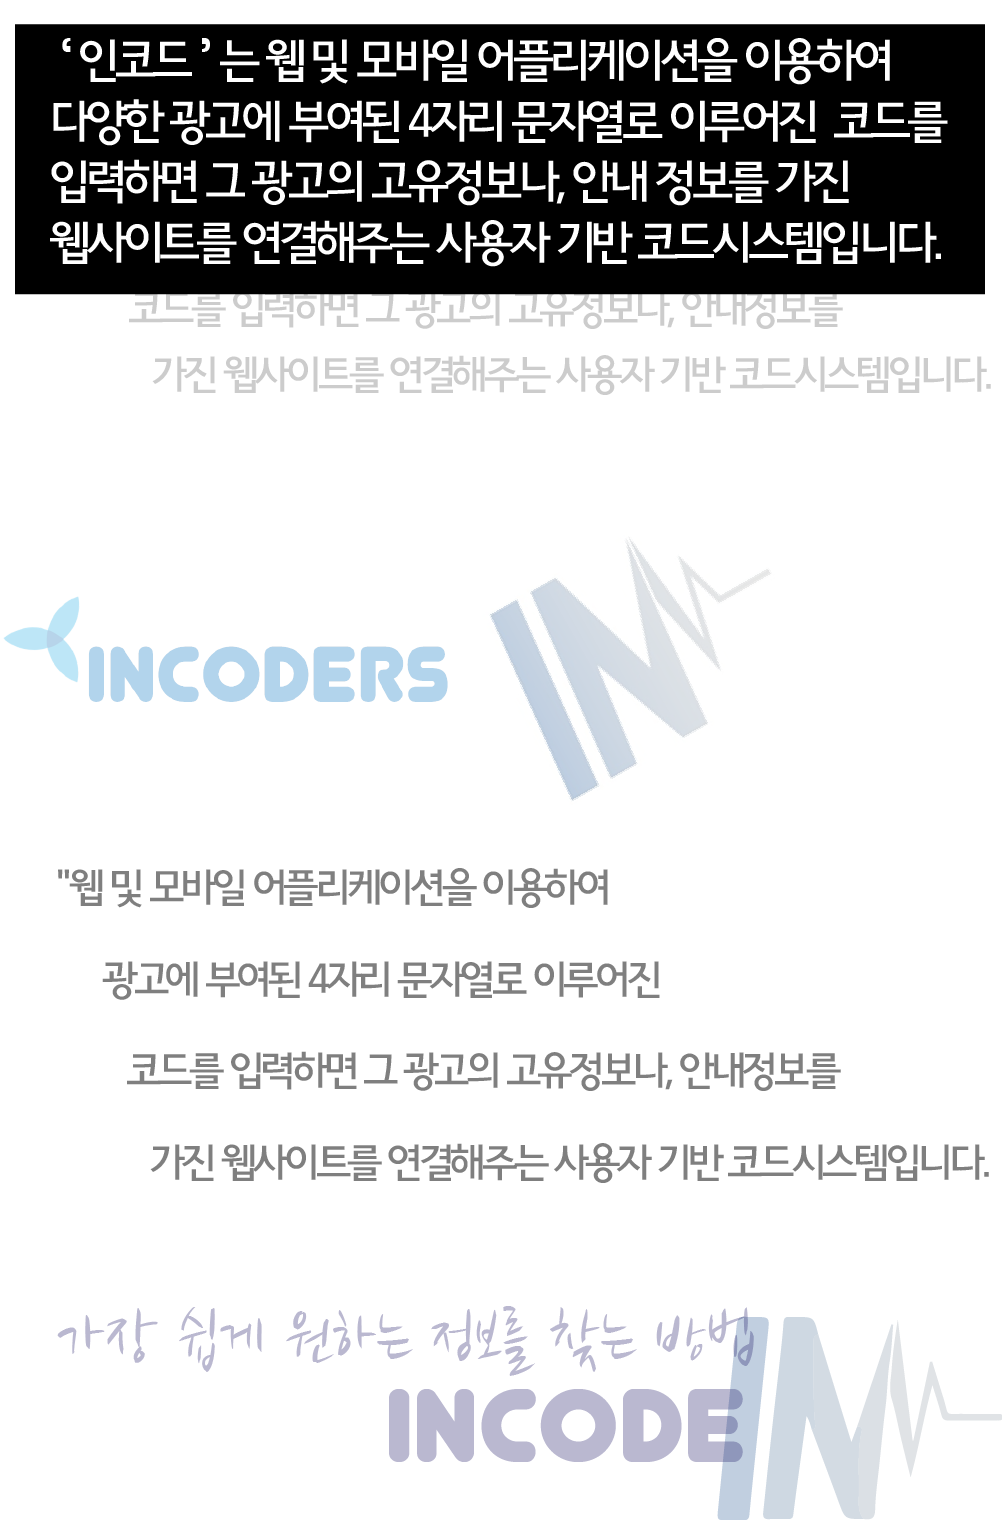 ‘ 인코드 ’ 는 웹 및 모바일 어플리케이션을 이용하여
다양한 광고에 부여된 4자리 문자열로 이루어진 코드를
입력하면 그 광고의 고유정보나, 안내 정보를 가진
웹사이트를 연결해주는 사용자 기반 코드시스템입니다.
코드를 입력하면 그 광고의 고유정보나, 안내정보를
가진 웹사이트를 연결해주는 사용자 기반 코드시스템입니다.
INCODERS
IN
"웹 및 모바일 어플리케이션을 이용하여
광고에 부여된 4자리 문자열로 이루어진
코드를 입력하면 그 광고의 고유정보나, 안내정보를
가진 웹사이트를 연결해주는 사용자 기반 코드시스템입니다.
가장 쉽게 원하는 정보를 찾는 방법
INCODE
IN